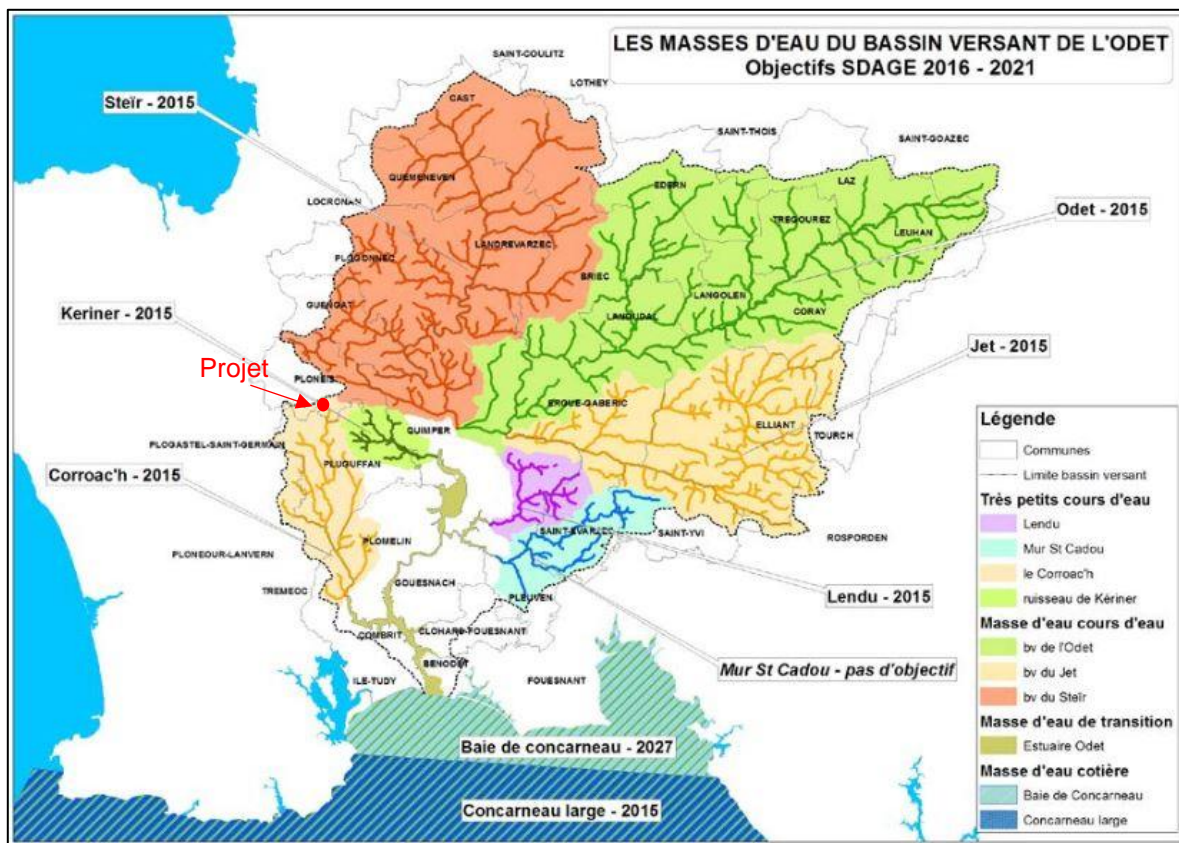 LES MASSES D'EAU DU BASSIN VERSANT DE L'ODET
Objectifs SDAGE 2016 - 2021
SAINT-COULITZ
LOTHEY
CAST
Steïr - 2015
SAINT-THOIS
SAINT-GOAZEC
QUEMENEVEN
EDERN
LAZ
LOCRONAN
TREGOUREZ
Odet - 2015
LANDREVARZEC
LEUHAN
PLOGONNEC
BRIEC
GUENGAT
LANGOLEN
Keriner - 2015
LANDUDAL
CORAY
Jet - 2015
Projet
PLONEIS
ERGUE-GABERIC
ELLIANT
TOURCH
QUIMPER
PLOGASTEL-SAINT-GERMAIN
PLUGUFFAN
Corroac'h - 2015
SAINT-EVARZEC
SAINT-YVI
ROSPORDEN
PLOMELIN
PLONEOUR-LANVERN
GOUESNACH
TREMEOC
PLEUVEN
Lendu - 2015
COMBRIT
CLOHARS-FOUESNANT
BENODET
Mur St Cadou - pas d'objectif
ILE-TUDY
FOUESNANT
Baie de concarneau - 2027
Concarneau large - 2015
Légende
Communes
Limite bassin versant
Très petits cours d'eau
Lendu
Mur St Cadou
le Corroac'h
ruisseau de Kériner
Masse d'eau cours d'eau
bv de l'Odet
bv du Jet
bv du Steïr
Masse d'eau de transition
Estuaire Odet
Masse d'eau cotière
Baie de Concarneau
Concarneau large